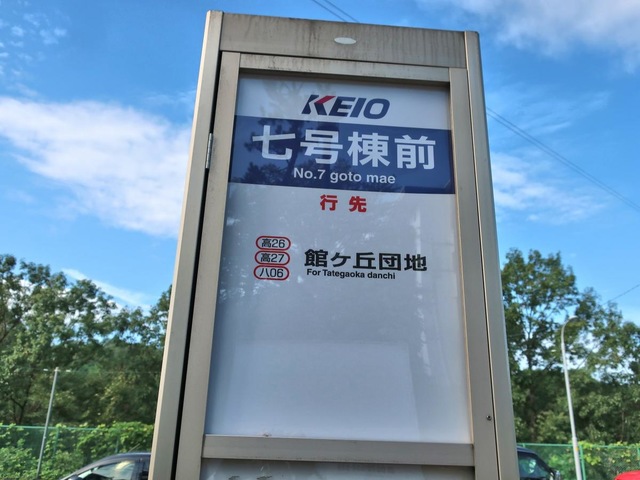 KEIO
七号棟前
No.7 goto mae
行先
高26
高27
八06
館ヶ丘団地
For Tategaoka danchi